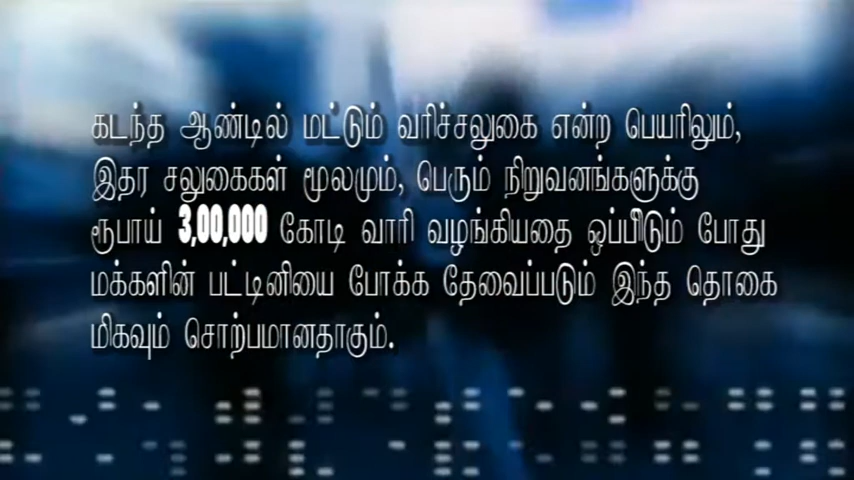 கடந்த ஆண்டில் மட்டும் வரிச்சலுகை என்ற பெயரிலும்,
இதர சலுகைகள் மூலமும், பெரும் நிறுவனங்களுக்கு
ரூபாய் 3,00,000 கோடி வாரி வழங்கியதை ஒப்பீடும் போது
மக்களின் பட்டினியை போக்க தேவைப்படும் இந்த தொகை
மிகவும் சொற்பமானதாகும்.